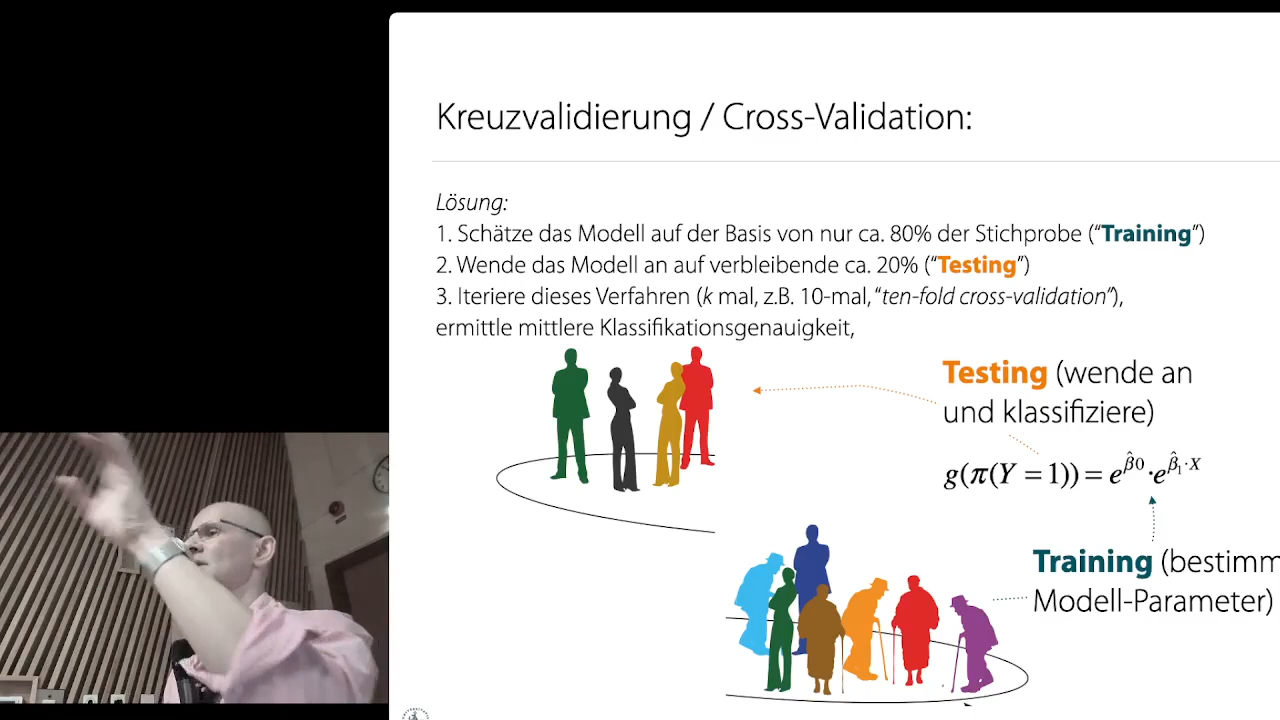 Kreuzvalidierung / Cross-Validation:
Lösung:
1. Schätze das Modell auf der Basis von nur ca. 80% der Stichprobe (“Training”)
2. Wende das Modell an auf verbleibende ca. 20% (“Testing”)
3. Iteriere dieses Verfahren (k mal, z.B. 10-mal, “ten-fold cross-validation”),
ermittle mittlere Klassifikationsgenauigkeit,
Testing (wende an
und klassifiziere)
g(π(Y = 1)) = e^β̂0 · e^β̂₁·X
Training (bestimm
Modell-Parameter)